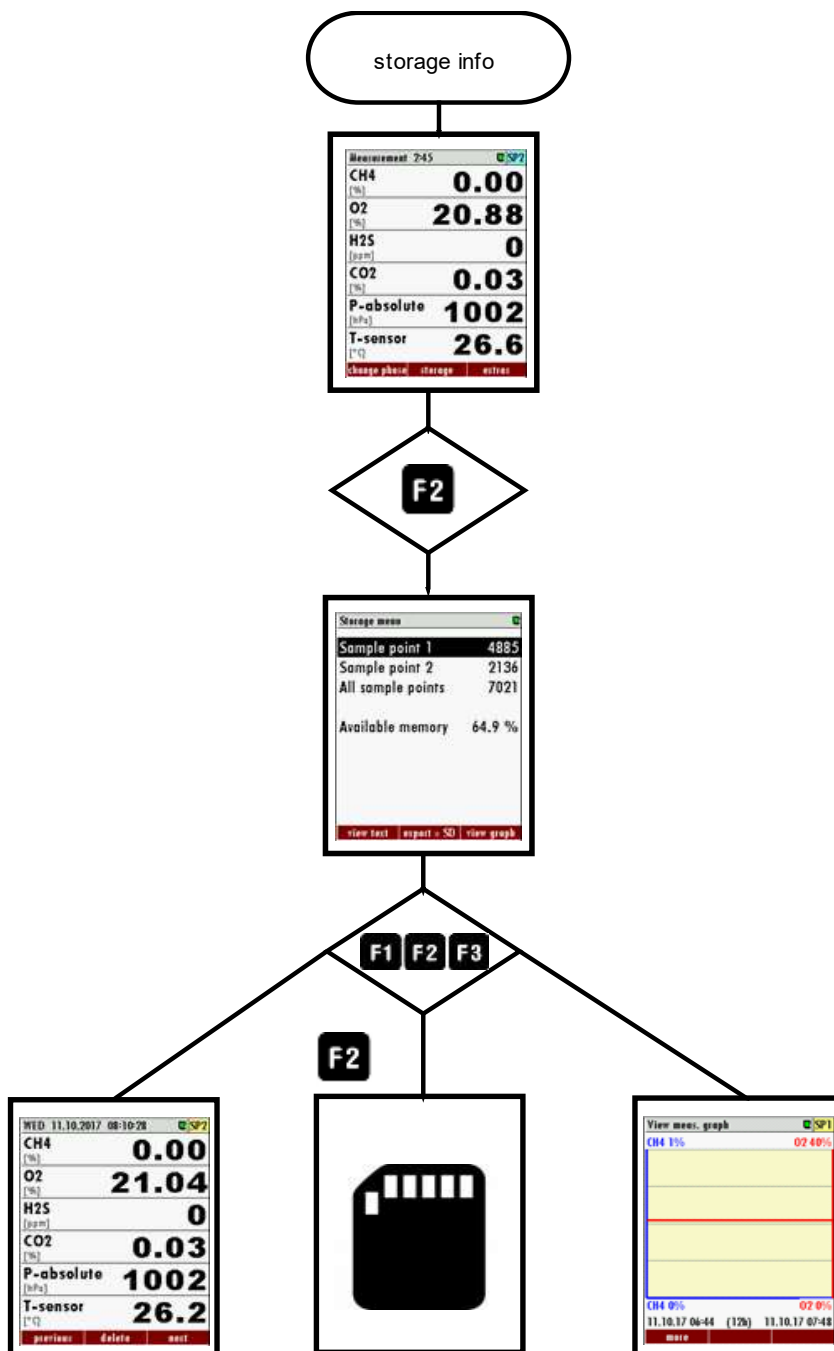 storage info
Measurement 2:45 SP2
CH4 0.00
[%]
O2 20.88
[%]
H2S 0
[ppm]
CO2 0.03
[%]
P-absolute 1002
[hPa]
T-sensor 26.6
[°C]
change phase storage extras
F2
Storage menu
Sample point 1 4885
Sample point 2 2136
All sample points 7021
Available memory 64.9 %
view text export > SD view graph
F1 F2 F3
F2
WED 11.10.2017 08:10:28 SP2
CH4 0.00
[%]
O2 21.04
[%]
H2S 0
[ppm]
CO2 0.03
[%]
P-absolute 1002
[hPa]
T-sensor 26.2
[°C]
previous delete next
View meas. graph SP1
CH4 1% O2 40%
CH4 0% O2 0%
11.10.17 06:44 (12h) 11.10.17 07:48
more